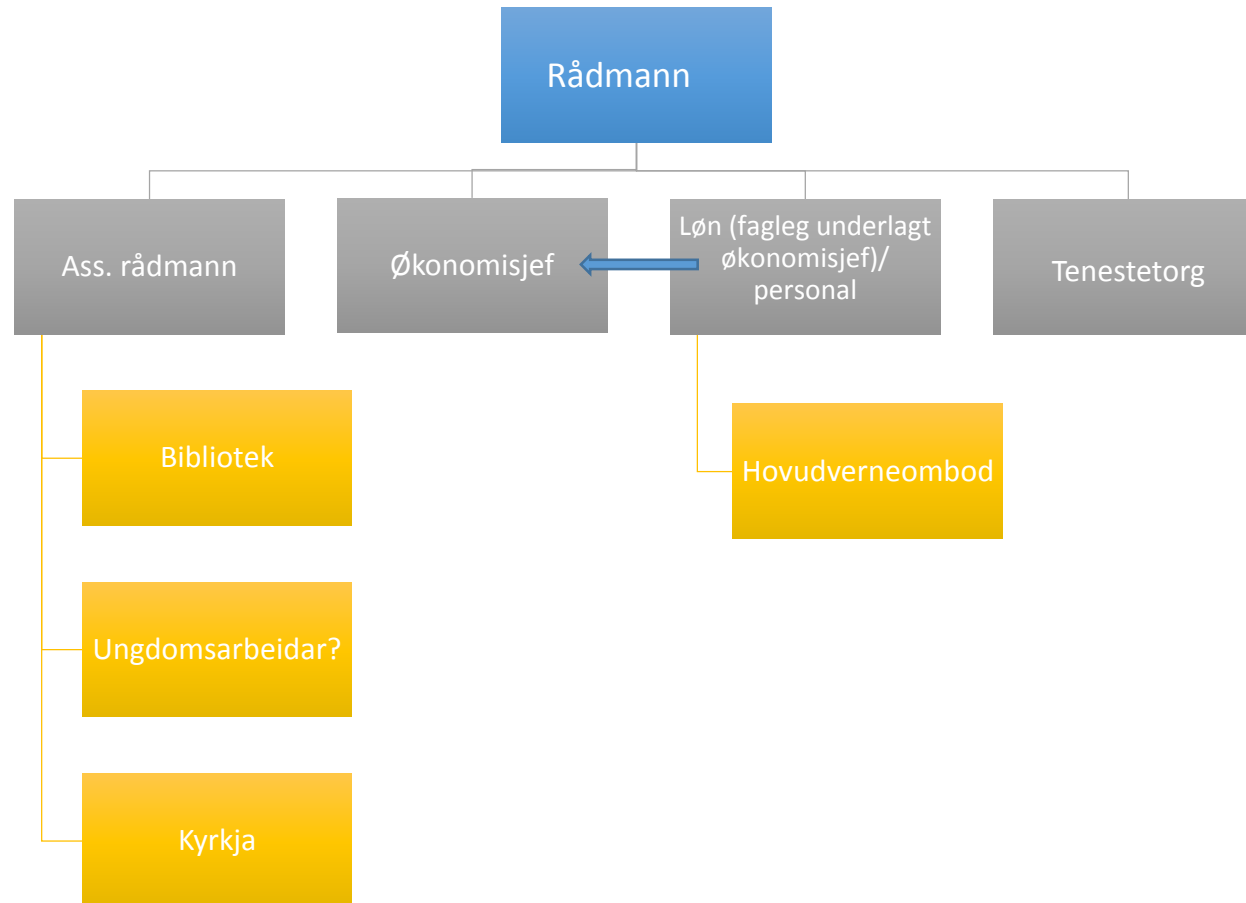 Rådmann
Ass. rådmann
Økonomisjef
Løn (fagleg underlagt
økonomisjef)/
personal
Tenestetorg
Bibliotek
Hovudverneombod
Ungdomsarbeidar?
Kyrkja